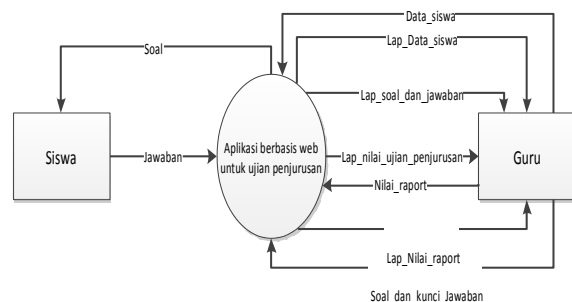 Data_siswa
Lap_Data_siswa
Soal
Lap_soal_dan_jawaban
Siswa
Jawaban
Aplikasi berbasis web
untuk ujian penjurusan
Lap_nilai_ujian_penjurusan
Guru
Nilai_raport
Lap_Nilai_raport
Soal dan kunci Jawaban